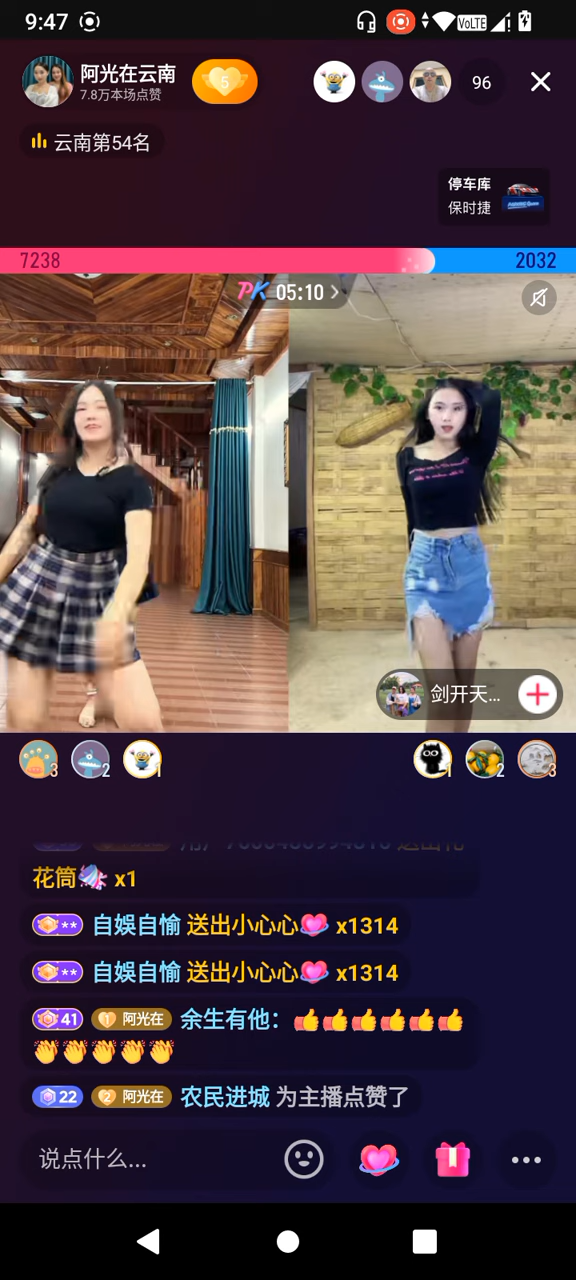 9:47
VoLTE
阿光在云南
7.8万本场点赞
5
96
云南第54名
停车库
保时捷
7238
2032
PK 05:10
剑开天...
3
2
1
1
2
3
花筒 x1
** 自娱自愉 送出小心心 x1314
** 自娱自愉 送出小心心 x1314
41 1 阿光在 余生有他：👍👍👍👍👍👍
👏👏👏👏👏
22 2 阿光在 农民进城 为主播点赞了
说点什么...